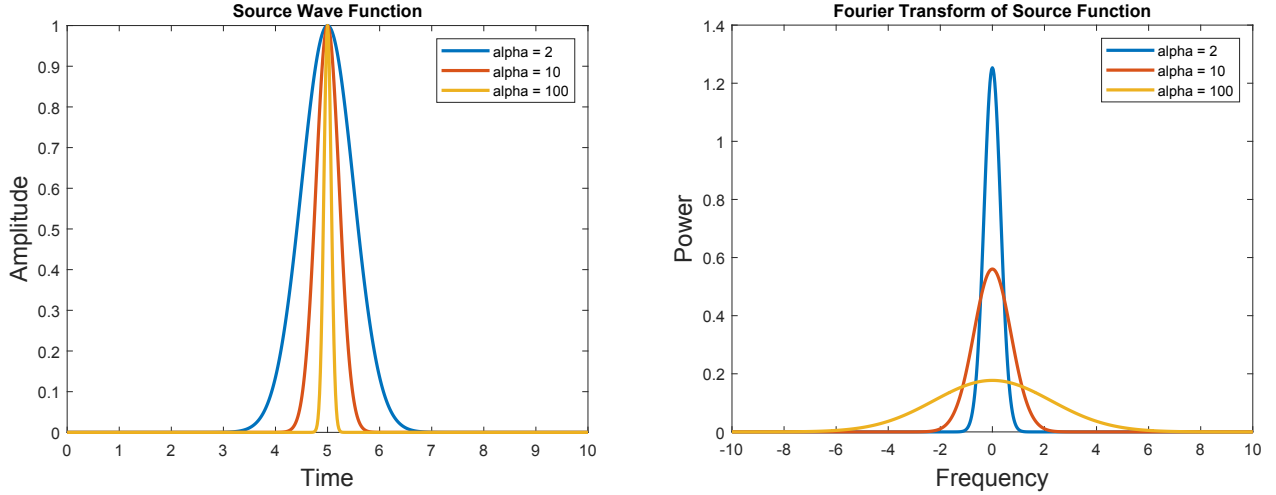 Source Wave Function
alpha = 2
alpha = 10
alpha = 100
Amplitude
1
0.9
0.8
0.7
0.6
0.5
0.4
0.3
0.2
0.1
0
0 1 2 3 4 5 6 7 8 9 10
Time
Fourier Transform of Source Function
alpha = 2
alpha = 10
alpha = 100
Power
1.4
1.2
1
0.8
0.6
0.4
0.2
0
-10 -8 -6 -4 -2 0 2 4 6 8 10
Frequency